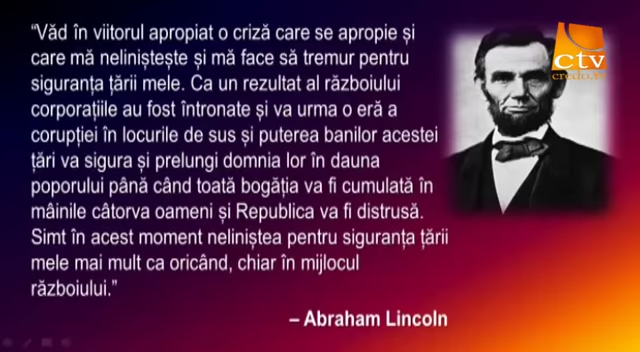 “Văd în viitorul apropiat o criză care se apropie și
care mă neliniștește și mă face să tremur pentru
siguranța țării mele. Ca un rezultat al războiului
corporațiile au fost întronate și va urma o eră a
corupției în locurile de sus și puterea banilor acestei
țări va sigura și prelungi domnia lor în dauna
poporului până când toată bogăția va fi cumulată în
mâinile câtorva oameni și Republica va fi distrusă.
Simt în acest moment neliniștea pentru siguranța țării
mele mai mult ca oricând, chiar în mijlocul
războiului.”
– Abraham Lincoln
ctv